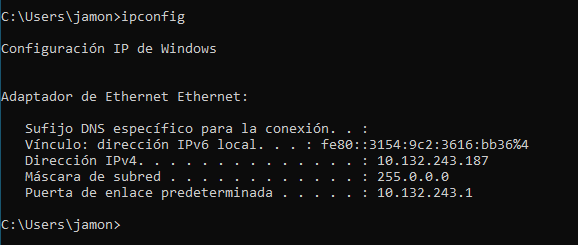 C:\Users\jamon>ipconfig
Configuración IP de Windows
Adaptador de Ethernet Ethernet:
Sufijo DNS específico para la conexión. . :
Vínculo: dirección IPv6 local. . . : fe80::3154:9c2:3616:bb36%4
Dirección IPv4. . . . . . . . . . . . . . : 10.132.243.187
Máscara de subred . . . . . . . . . . . . : 255.0.0.0
Puerta de enlace predeterminada . . . . . : 10.132.243.1
C:\Users\jamon>